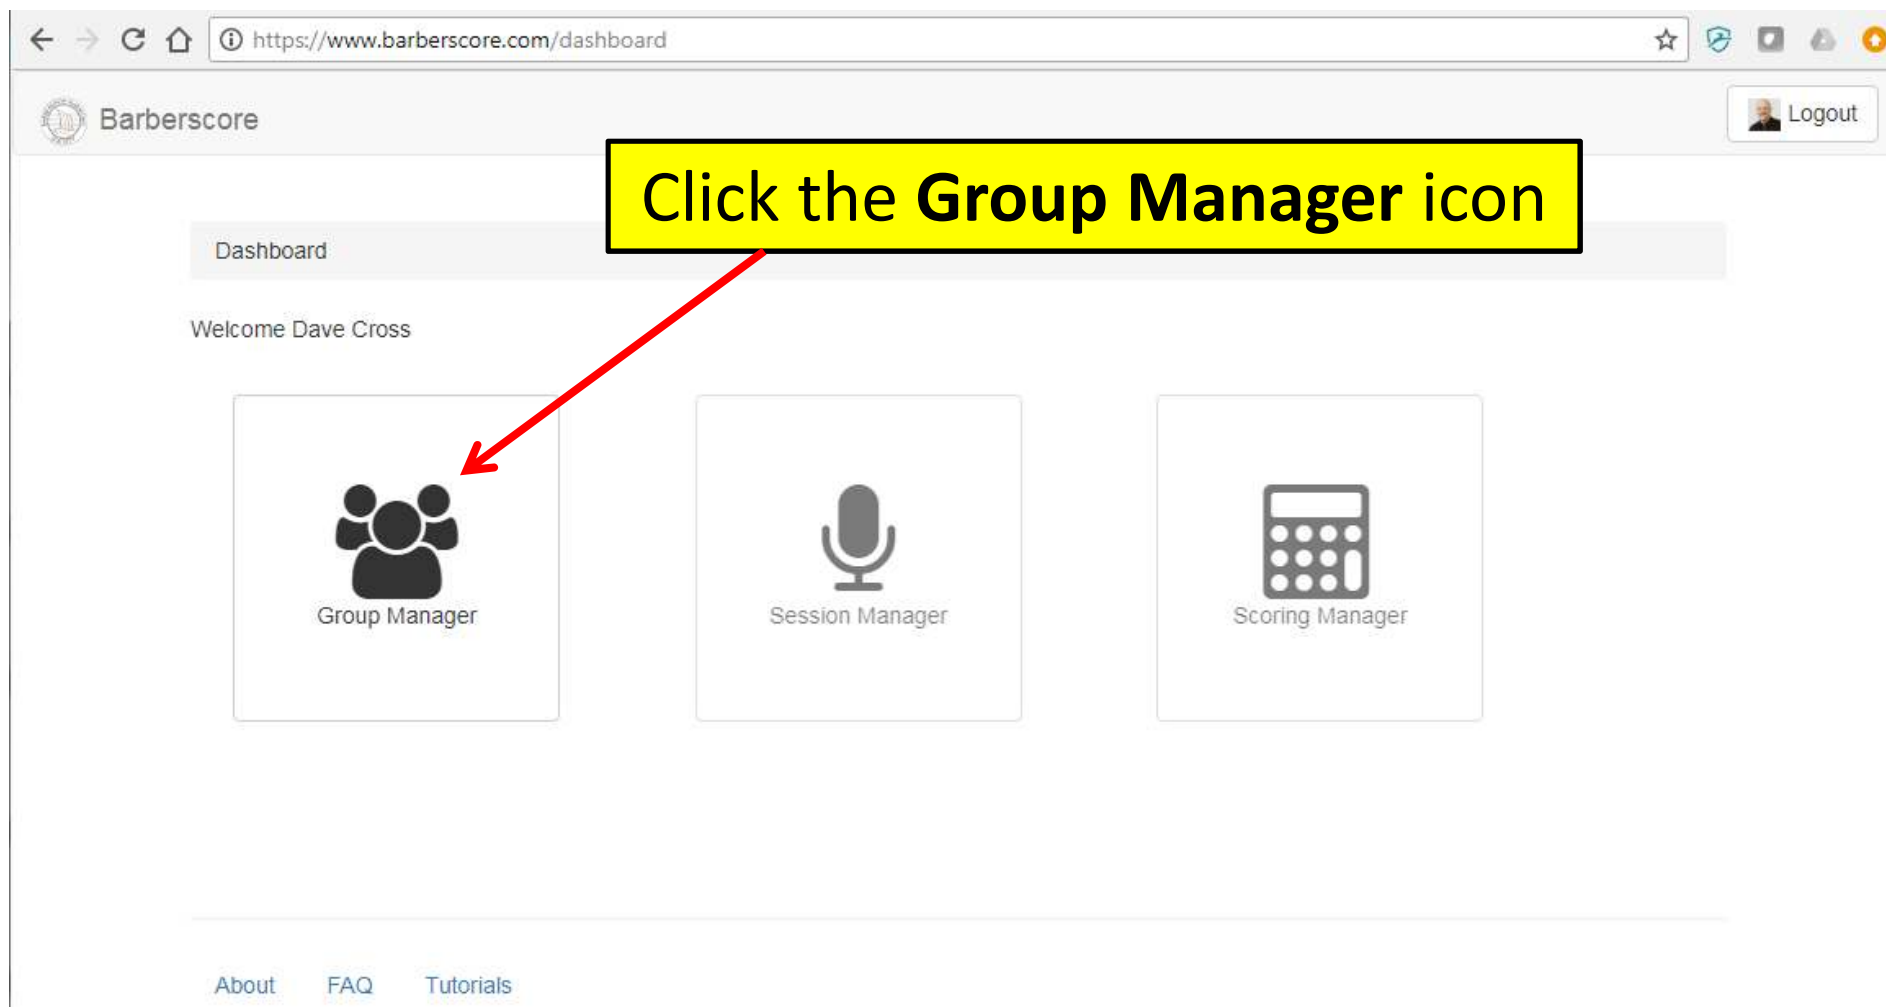 https://www.barberscore.com/dashboard
Barberscore
Logout
Click the Group Manager icon
Dashboard
Welcome Dave Cross
Group Manager
Session Manager
Scoring Manager
About
FAQ
Tutorials